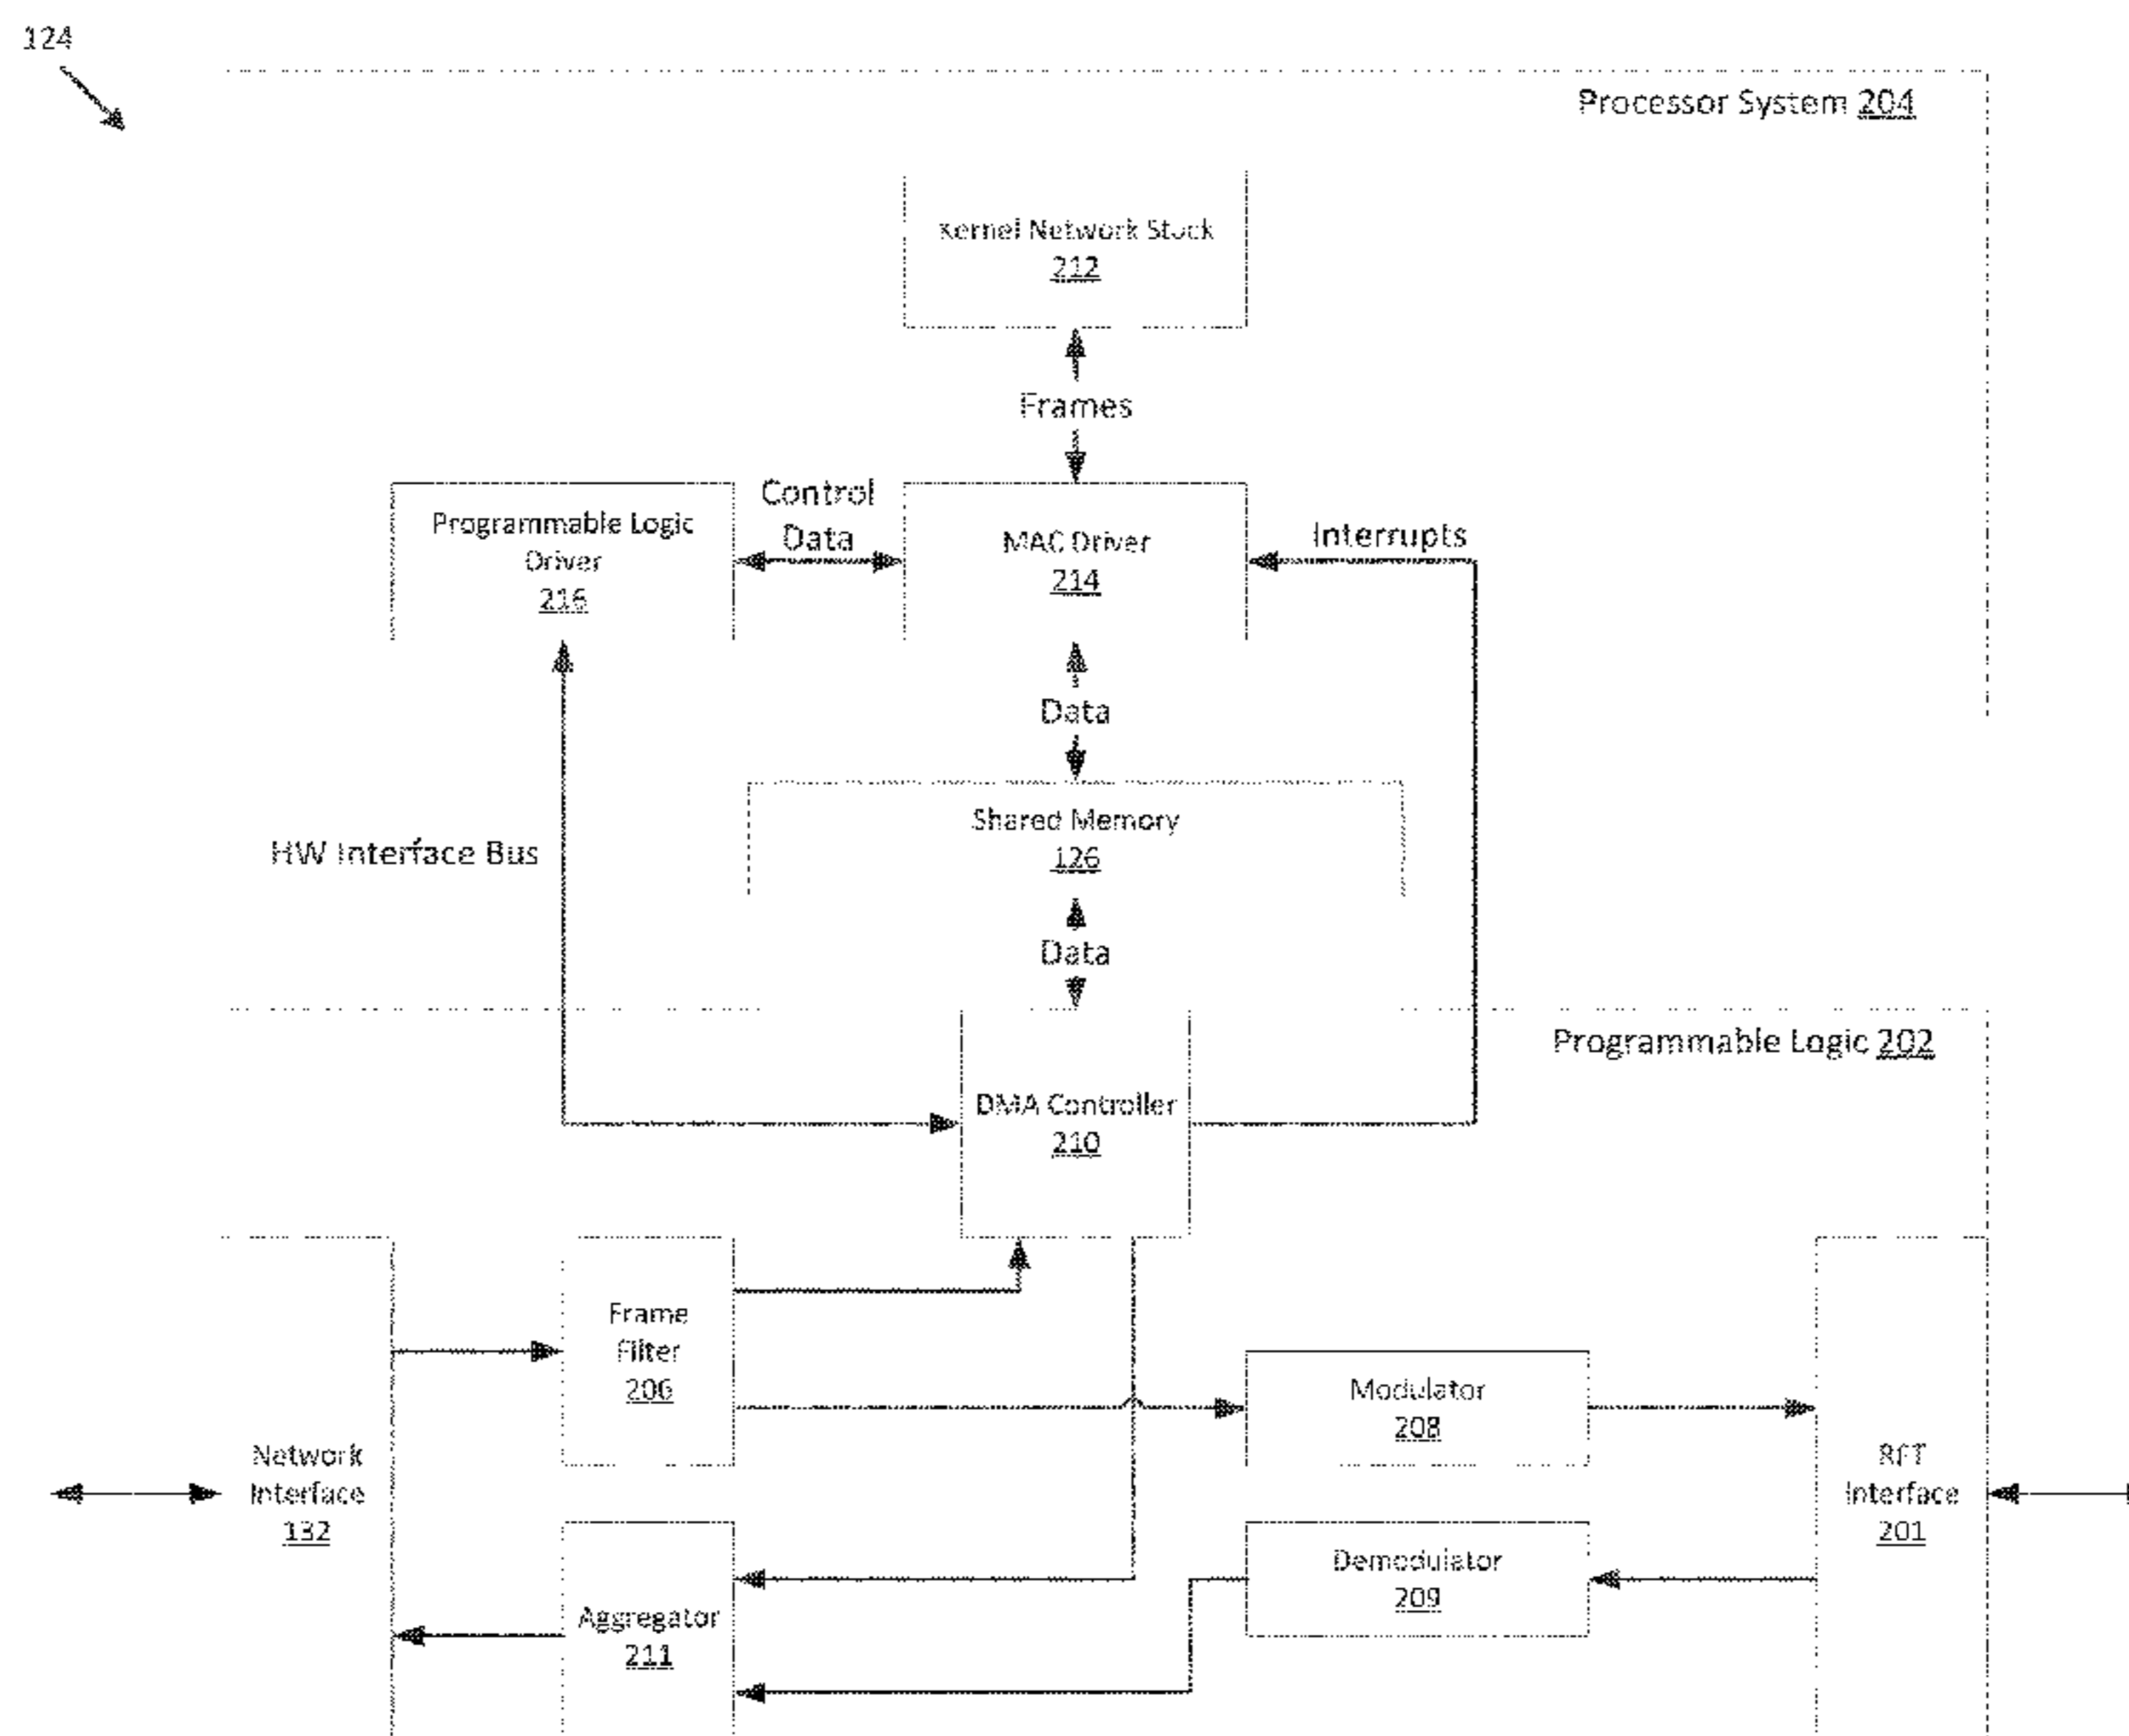 124
Processor System 204
Kernel Network Stack
212
Frames
Control
Data
Programmable Logic
Driver
216
MAC Driver
214
Interrupts
Data
Shared Memory
126
HW Interface Bus
Data
Programmable Logic 202
DMA Controller
210
Frame
Filter
206
Modulator
208
Network
Interface
132
RFT
Interface
201
Demodulator
209
Aggregator
211